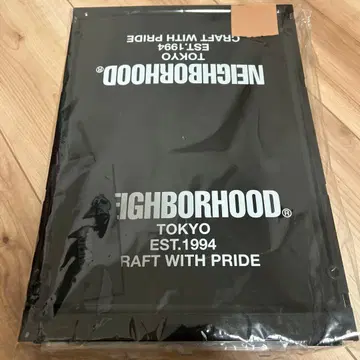 CRAFT WITH PRIDE
EST.1994
TOKYO
NEIGHBORHOOD®
EIGHBORHOOD®
TOKYO
EST.1994
RAFT WITH PRIDE